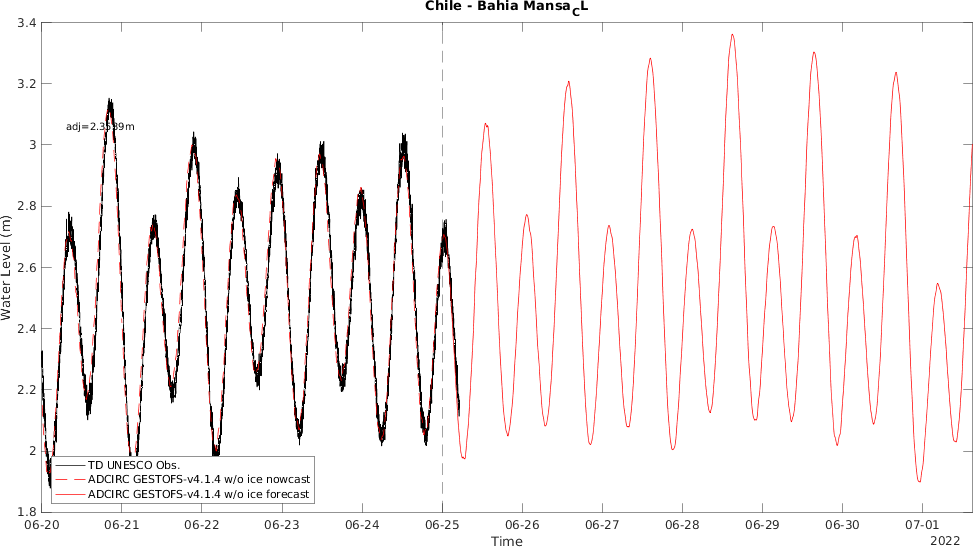 Chile - Bahia MansaCL
3.4
3.2
3
2.8
2.6
2.4
2.2
2
1.8
Water Level (m)
adj=2.3539m
TD UNESCO Obs.
ADCIRC GESTOFS-v4.1.4 w/o ice nowcast
ADCIRC GESTOFS-v4.1.4 w/o ice forecast
06-20 06-21 06-22 06-23 06-24 06-25 06-26 06-27 06-28 06-29 06-30 07-01
Time
2022